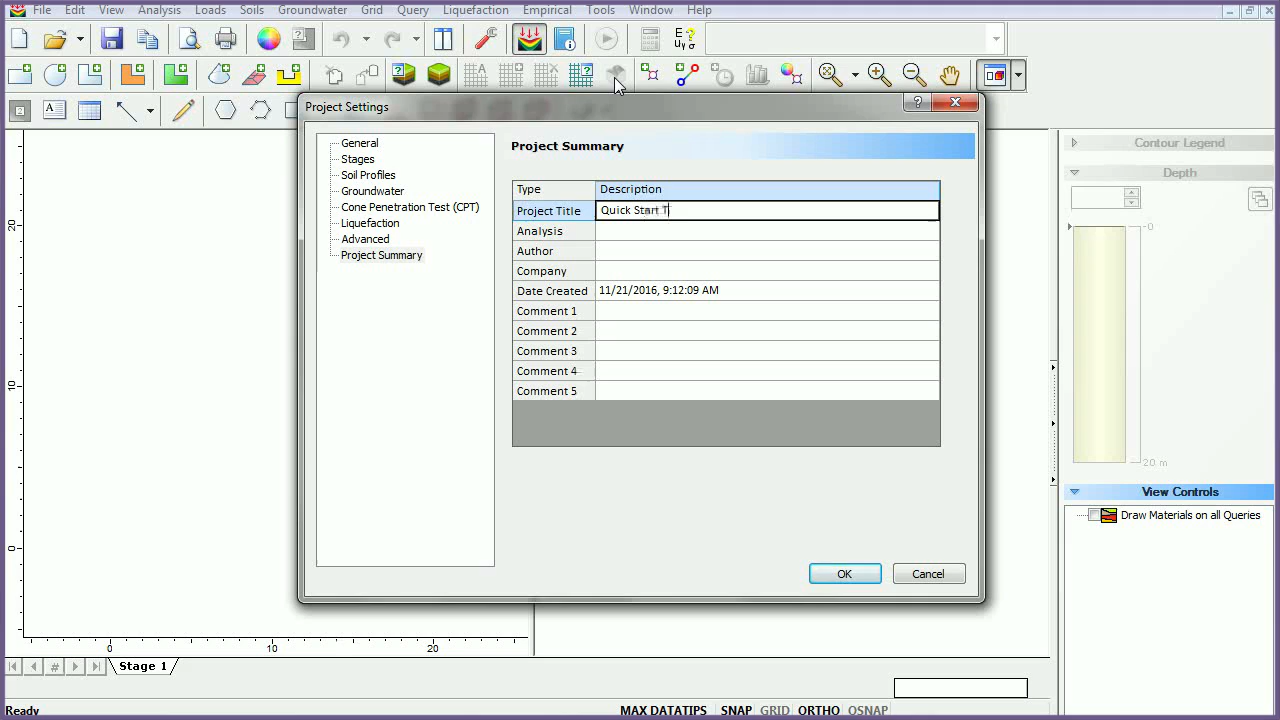 File Edit View Analysis Loads Soils Groundwater Grid Query Liquefaction Empirical Tools Window Help
Project Settings
General
Stages
Soil Profiles
Groundwater
Cone Penetration Test (CPT)
Liquefaction
Advanced
Project Summary
Project Summary
Type Description
Project Title Quick Start T
Analysis
Author
Company
Date Created 11/21/2016, 9:12:09 AM
Comment 1
Comment 2
Comment 3
Comment 4
Comment 5
OK Cancel
Contour Legend
Depth
0
20 m
View Controls
Draw Materials on all Queries
20
10
0
0 10 20
Stage 1
Ready MAX DATATIPS SNAP GRID ORTHO OSNAP